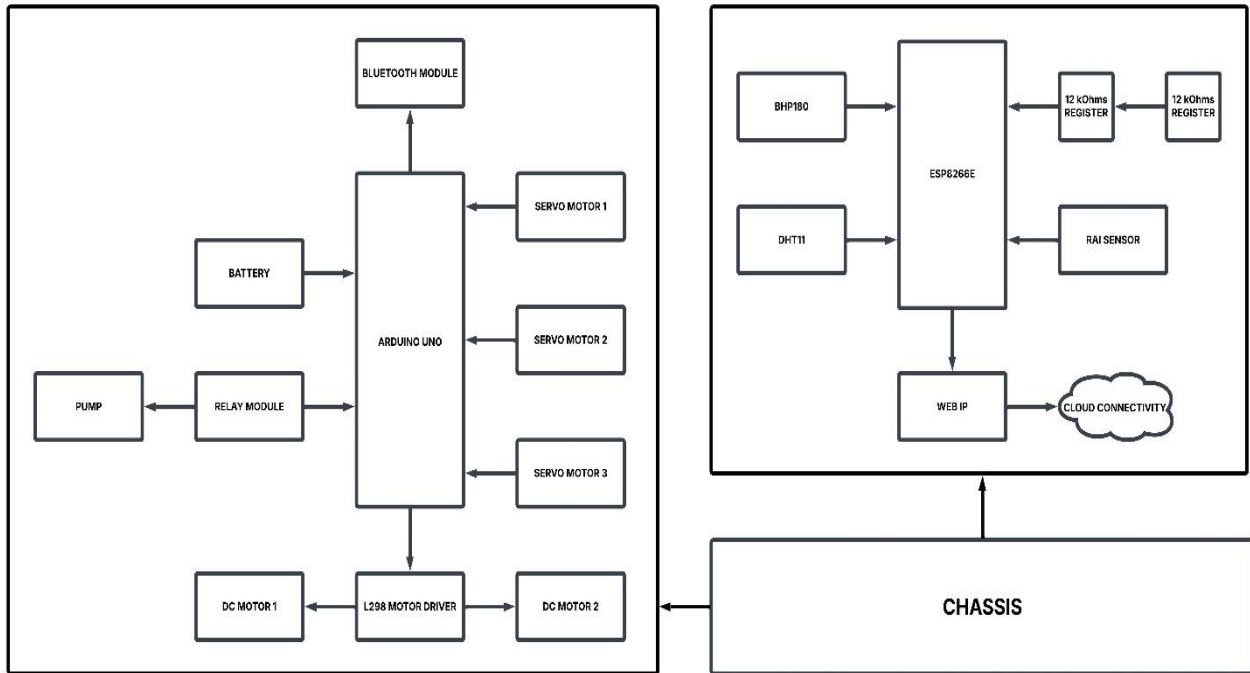 BLUETOOTH MODULE
ARDUINO UNO
SERVO MOTOR 1
SERVO MOTOR 2
SERVO MOTOR 3
BATTERY
PUMP
RELAY MODULE
DC MOTOR 1
L298 MOTOR DRIVER
DC MOTOR 2
BHP180
ESP8266E
12 kOhms
REGISTER
12 kOhms
REGISTER
DHT11
RAI SENSOR
WEB IP
CLOUD CONNECTIVITY
CHASSIS